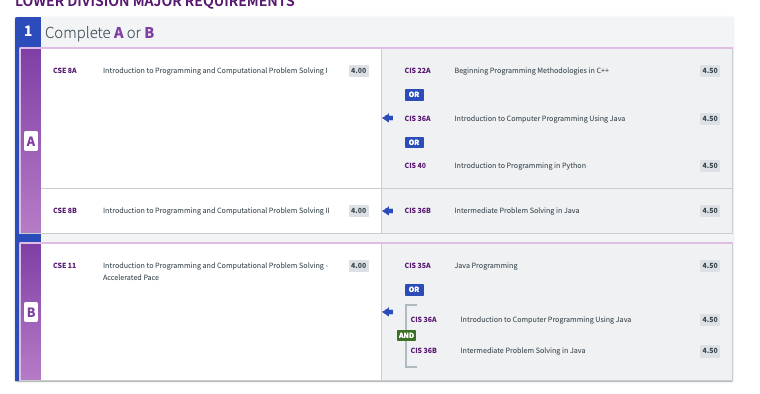 LOWER DIVISION MAJOR REQUIREMENTS
1 Complete A or B
A
CSE 8A Introduction to Programming and Computational Problem Solving I 4.00
CIS 22A Beginning Programming Methodologies in C++ 4.50
OR
CIS 36A Introduction to Computer Programming Using Java 4.50
OR
CIS 40 Introduction to Programming in Python 4.50
CSE 8B Introduction to Programming and Computational Problem Solving II 4.00
CIS 36B Intermediate Problem Solving in Java 4.50
B
CSE 11 Introduction to Programming and Computational Problem Solving - 4.00
Accelerated Pace
CIS 35A Java Programming 4.50
OR
CIS 36A Introduction to Computer Programming Using Java 4.50
AND
CIS 36B Intermediate Problem Solving in Java 4.50